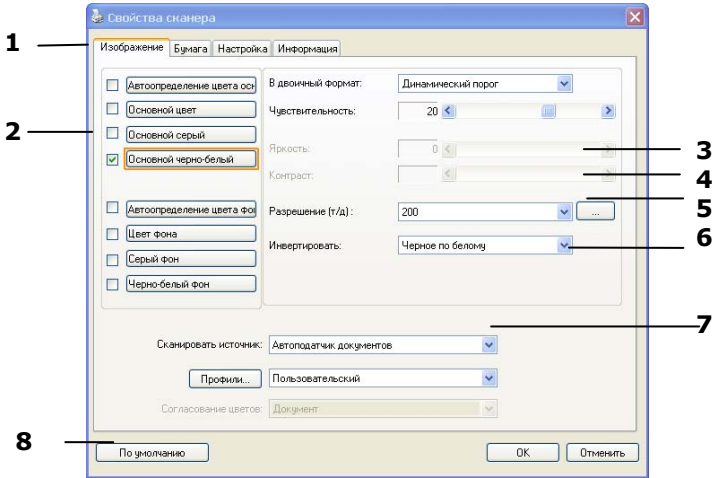 Свойства сканера
1
Изображение Бумага Настройка Информация
2
Автоопределение цвета осн
Основной цвет
Основной серый
Основной черно-белый
Автоопределение цвета фон
Цвет фона
Серый фон
Черно-белый фон
В двоичный формат: Динамический порог
Чувствительность: 20
Яркость: 0
3
Контраст:
4
Разрешение (т/д) : 200 ...
5
Инвертировать: Черное по белому
6
7
Сканировать источник: Автоподатчик документов
Профили... Пользовательский
Согласование цветов: Документ
8
По умолчанию OK Отменить